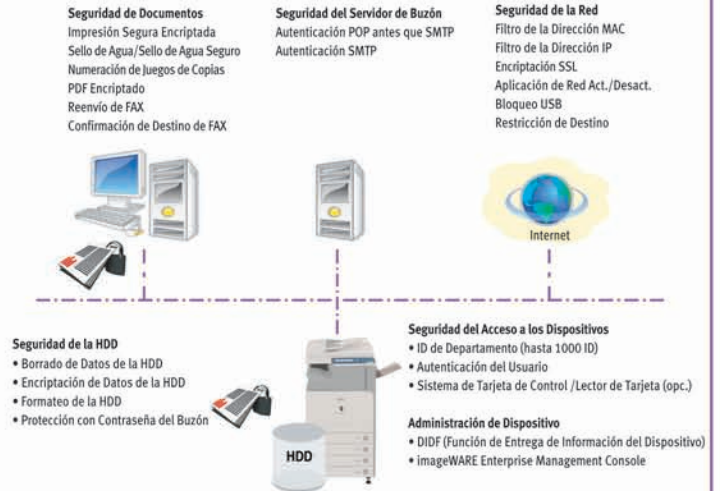 Seguridad de Documentos
Impresión Segura Encriptada
Sello de Agua/Sello de Agua Seguro
Numeración de Juegos de Copias
PDF Encriptado
Reenvío de FAX
Confirmación de Destino de FAX
Seguridad del Servidor de Buzón
Autenticación POP antes que SMTP
Autenticación SMTP
Seguridad de la Red
Filtro de la Dirección MAC
Filtro de la Dirección IP
Encriptación SSL
Aplicación de Red Act./Desact.
Bloqueo USB
Restricción de Destino
Internet
Seguridad de la HDD
• Borrado de Datos de la HDD
• Encriptación de Datos de la HDD
• Formateo de la HDD
• Protección con Contraseña del Buzón
HDD
Seguridad del Acceso a los Dispositivos
• ID de Departamento (hasta 1000 ID)
• Autenticación del Usuario
• Sistema de Tarjeta de Control /Lector de Tarjeta (opc.)
Administración de Dispositivo
• DIDF (Función de Entrega de Información del Dispositivo)
• imageWARE Enterprise Management Console